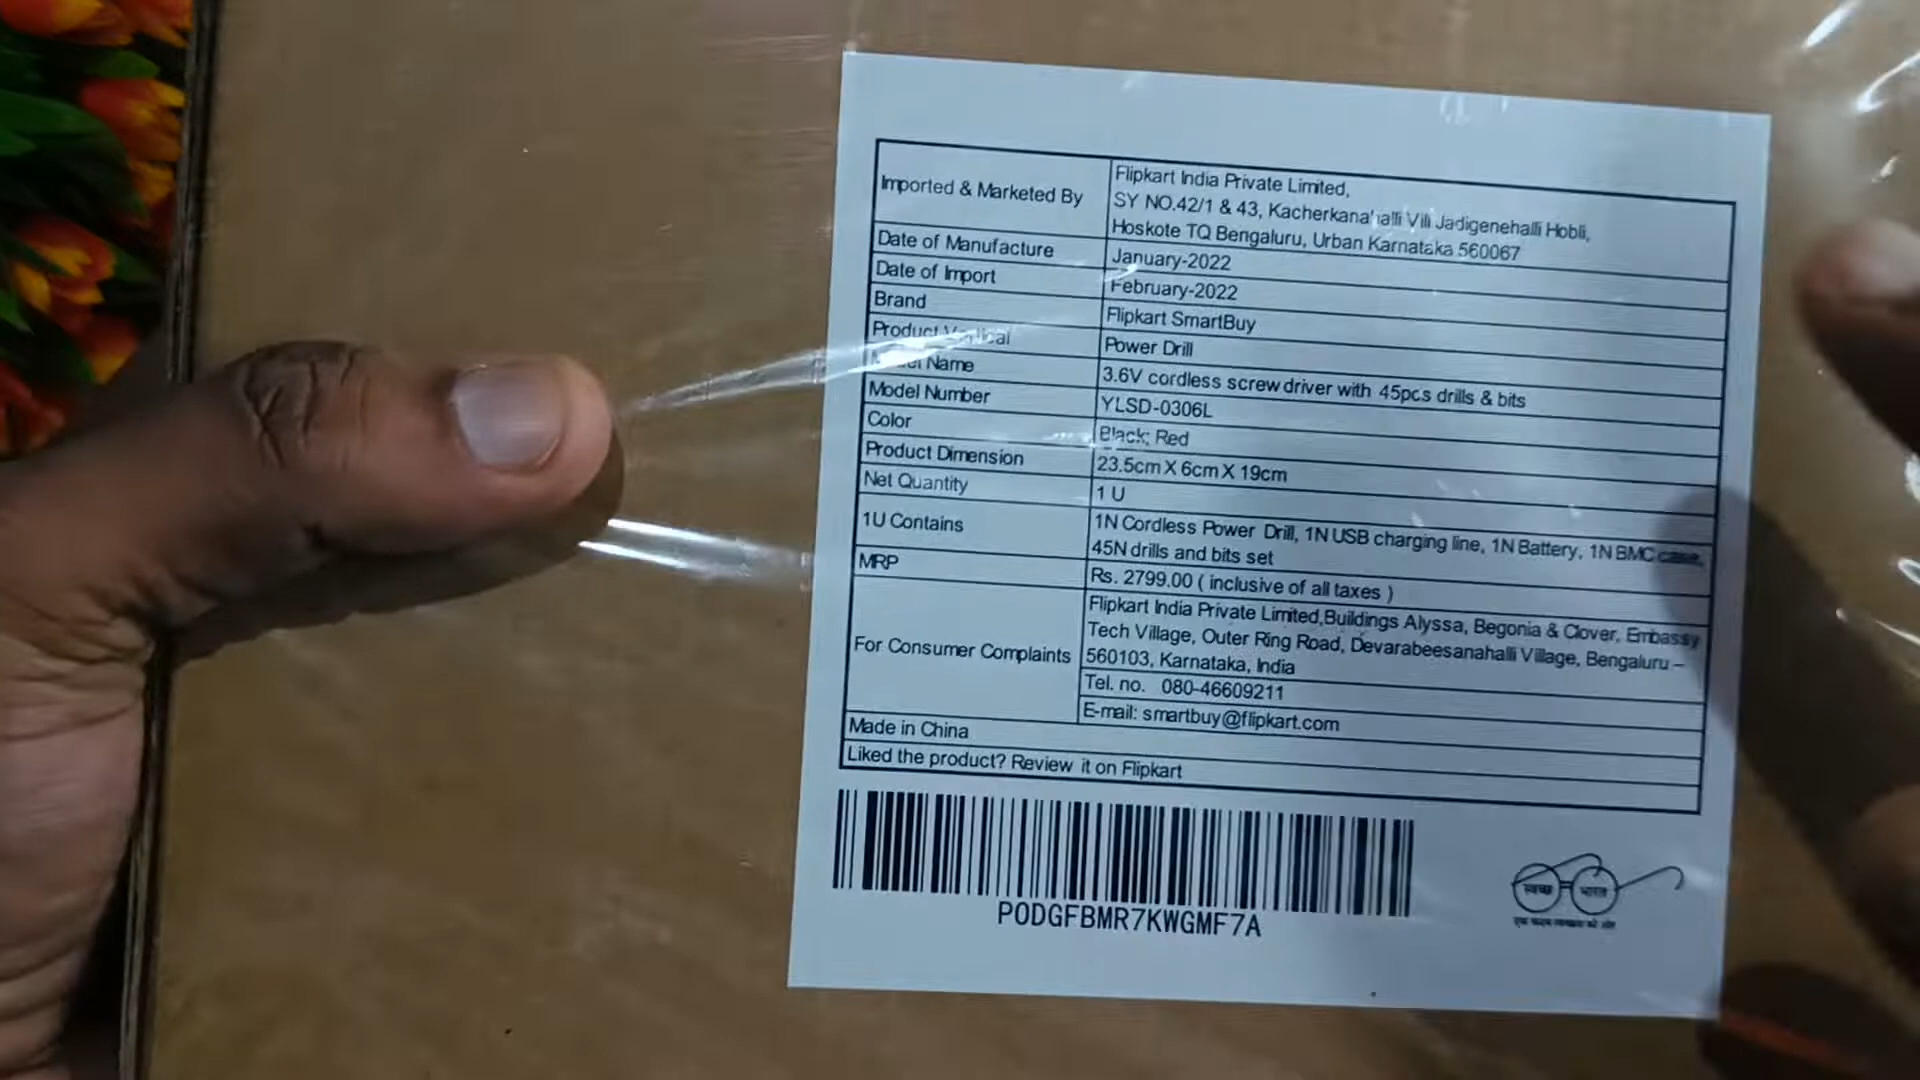 Imported & Marketed By
Flipkart India Private Limited,
SY NO.42/1 & 43, Kacherkanahalli Vili Jadigenehalli Hobli,
Hoskote TQ Bengaluru, Urban Karnataka 560067
Date of Manufacture January-2022
Date of Import February-2022
Brand Flipkart SmartBuy
Product Power Drill
Name 3.6V cordless screwdriver with 45pcs drills & bits
Model Number YLSD-0306L
Color Black; Red
Product Dimension 23.5cm X 6cm X 19cm
Net Quantity 1 U
1U Contains
1N Cordless Power Drill, 1N USB charging line, 1N Battery, 1N BMC case,
45N drills and bits set
MRP Rs. 2799.00 ( inclusive of all taxes )
For Consumer Complaints
Flipkart India Private Limited,Buildings Alyssa, Begonia & Clover, Embassy
Tech Village, Outer Ring Road, Devarabeesanahalli Village, Bengaluru –
560103, Karnataka, India
Tel. no. 080-46609211
E-mail: smartbuy@flipkart.com
Made in China
Liked the product? Review it on Flipkart
PODGFBMR7KWGMF7A
स्वच्छ भारत